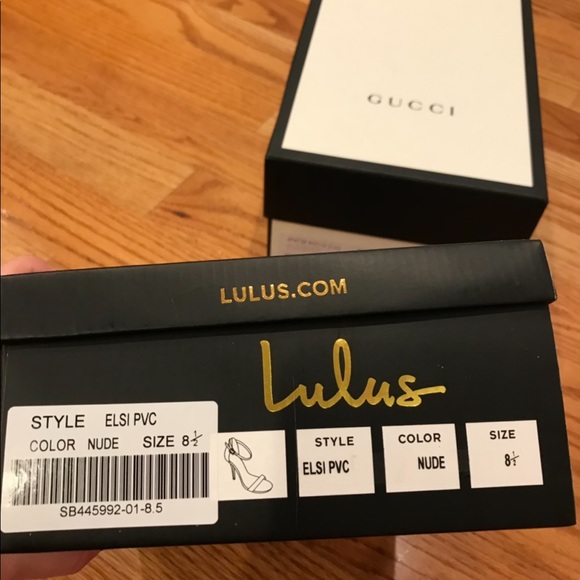 GUCCI
LULUS.COM
Lulus
STYLE ELSI PVC
COLOR NUDE SIZE 8½
SB445992-01-8.5
STYLE
ELSI PVC
COLOR
NUDE
SIZE
8½